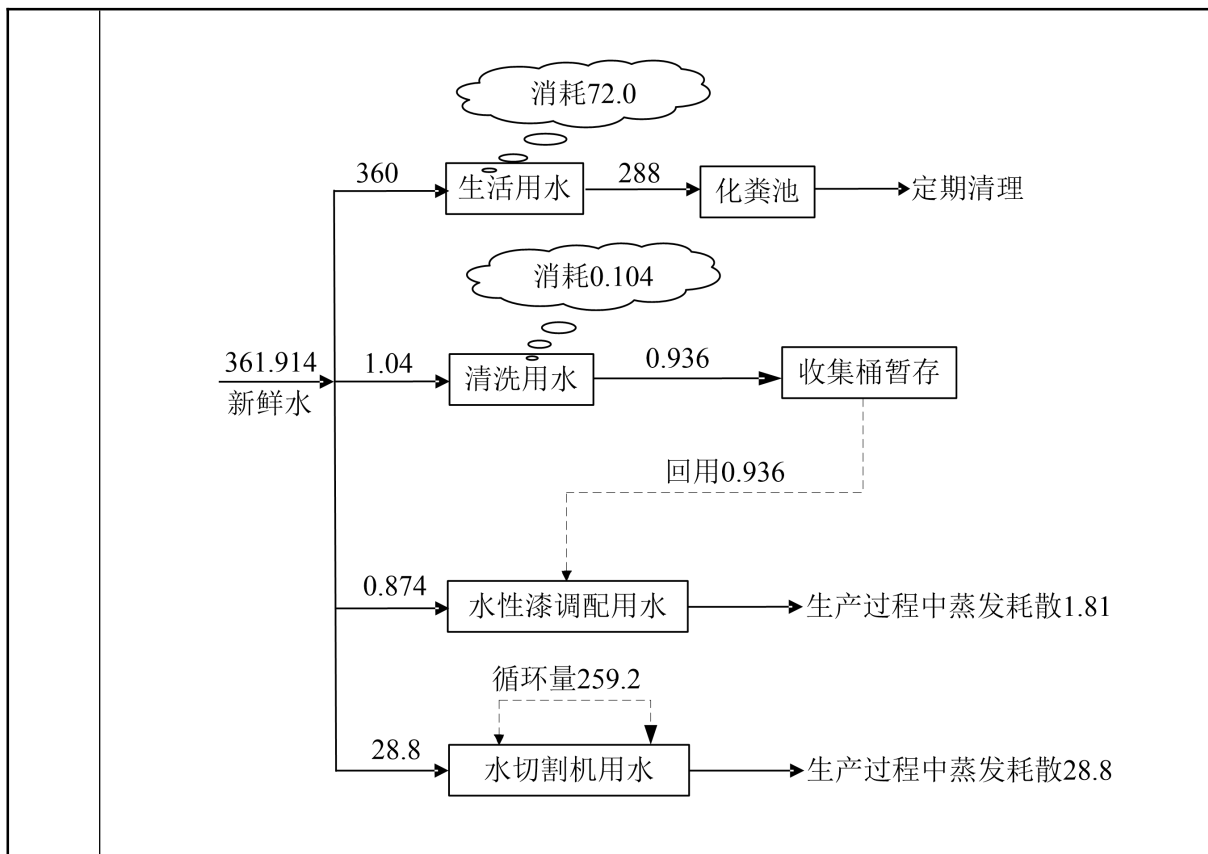 消耗72.0
360
生活用水
288
化粪池
定期清理
消耗0.104
361.914
新鲜水
1.04
清洗用水
0.936
收集桶暂存
回用0.936
0.874
水性漆调配用水
生产过程中蒸发耗散1.81
循环量259.2
28.8
水切割机用水
生产过程中蒸发耗散28.8